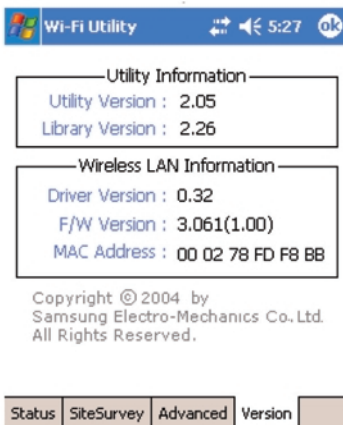 Wi-Fi Utility 5:27 ok
Utility Information
Utility Version : 2.05
Library Version : 2.26
Wireless LAN Information
Driver Version : 0.32
F/W Version : 3.061(1.00)
MAC Address : 00 02 78 FD F8 BB
Copyright © 2004 by
Samsung Electro-Mechanics Co. Ltd.
All Rights Reserved.
Status SiteSurvey Advanced Version